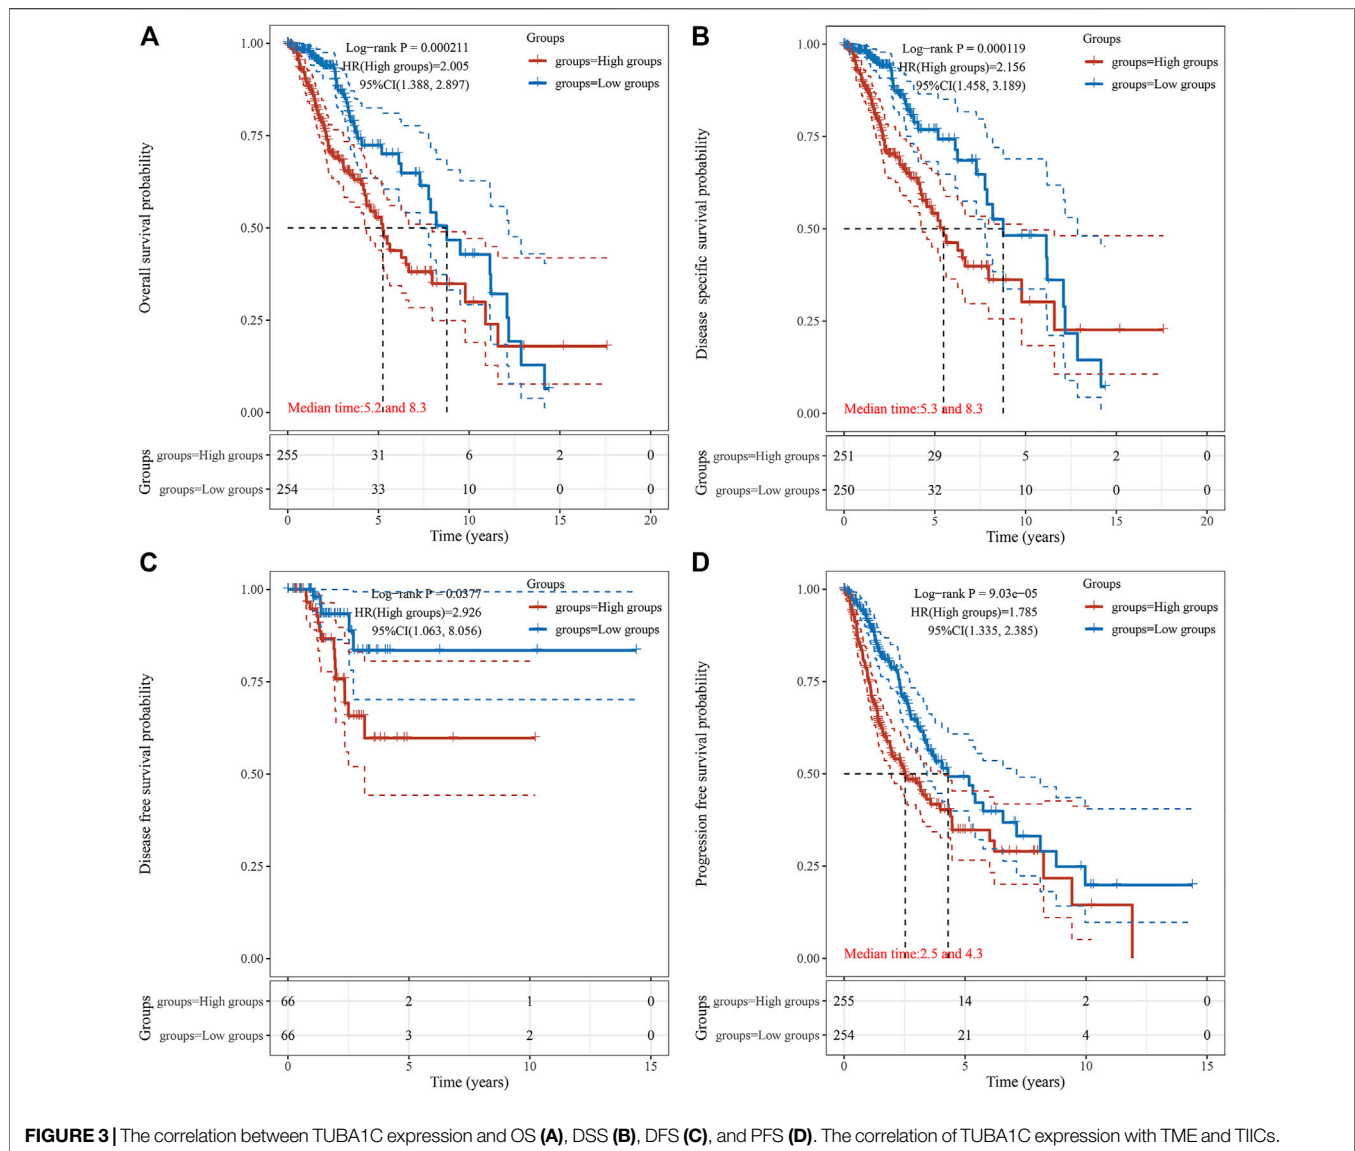 A
Log-rank P = 0.000211
HR(High groups)=2.005
95%CI(1.388, 2.897)
Groups
groups=High groups
groups=Low groups
Overall survival probability
1.00
0.75
0.50
0.25
0.00
Median time:5.2 and 8.3
Groups
groups=High groups 255 31 6 2 0
groups=Low groups 254 33 10 0 0
0 5 10 15 20
Time (years)
B
Log-rank P = 0.000119
HR(High groups)=2.156
95%CI(1.458, 3.189)
Groups
groups=High groups
groups=Low groups
Disease specific survival probability
1.00
0.75
0.50
0.25
0.00
Median time:5.3 and 8.3
Groups
groups=High groups 251 29 5 2 0
groups=Low groups 250 32 10 0 0
0 5 10 15 20
Time (years)
C
Log-rank P = 0.0377
HR(High groups)=2.926
95%CI(1.063, 8.056)
Groups
groups=High groups
groups=Low groups
Disease free survival probability
1.00
0.75
0.50
0.25
0.00
Groups
groups=High groups 66 2 1 0
groups=Low groups 66 3 2 0
0 5 10 15
Time (years)
D
Log-rank P = 9.03e-05
HR(High groups)=1.785
95%CI(1.335, 2.385)
Groups
groups=High groups
groups=Low groups
Progression free survival probability
1.00
0.75
0.50
0.25
0.00
Median time:2.5 and 4.3
Groups
groups=High groups 255 14 2 0
groups=Low groups 254 21 4 0
0 5 10 15
Time (years)
FIGURE 3 | The correlation between TUBA1C expression and OS (A), DSS (B), DFS (C), and PFS (D). The correlation of TUBA1C expression with TME and TIICs.